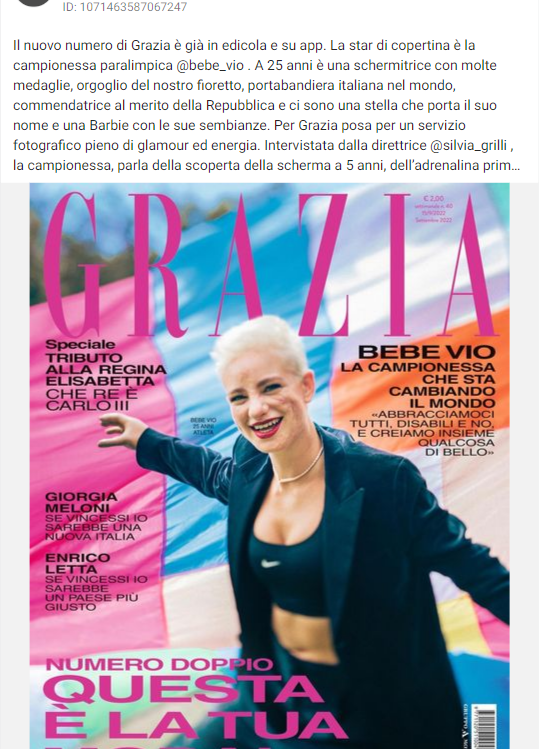 ID: 1071463587067247
Il nuovo numero di Grazia è già in edicola e su app. La star di copertina è la
campionessa paralimpica @bebe_vio . A 25 anni è una schermitrice con molte
medaglie, orgoglio del nostro fioretto, portabandiera italiana nel mondo,
commendatrice al merito della Repubblica e ci sono una stella che porta il suo
nome e una Barbie con le sue sembianze. Per Grazia posa per un servizio
fotografico pieno di glamour ed energia. Intervistata dalla direttrice @silvia_grilli ,
la campionessa, parla della scoperta della scherma a 5 anni, dell'adrenalina prim…
GRAZIA
€ 2,00
Speciale
TRIBUTO
ALLA REGINA
ELISABETTA
CHE RE È
CARLO III
BEBE VIO
LA CAMPIONESSA
CHE STA
CAMBIANDO
IL MONDO
«ABBRACCIAMOCI
TUTTI, DISABILI E NO,
E CREIAMO INSIEME
QUALCOSA
DI BELLO»
BEBE VIO
25 ANNI
ATLETA
GIORGIA
MELONI
SE VINCESSI IO
SAREBBE UNA
NUOVA ITALIA
ENRICO
LETTA
SE VINCESSI IO
SAREBBE
UN PAESE PIÙ
GIUSTO
NUMERO DOPPIO
QUESTA
È LA TUA